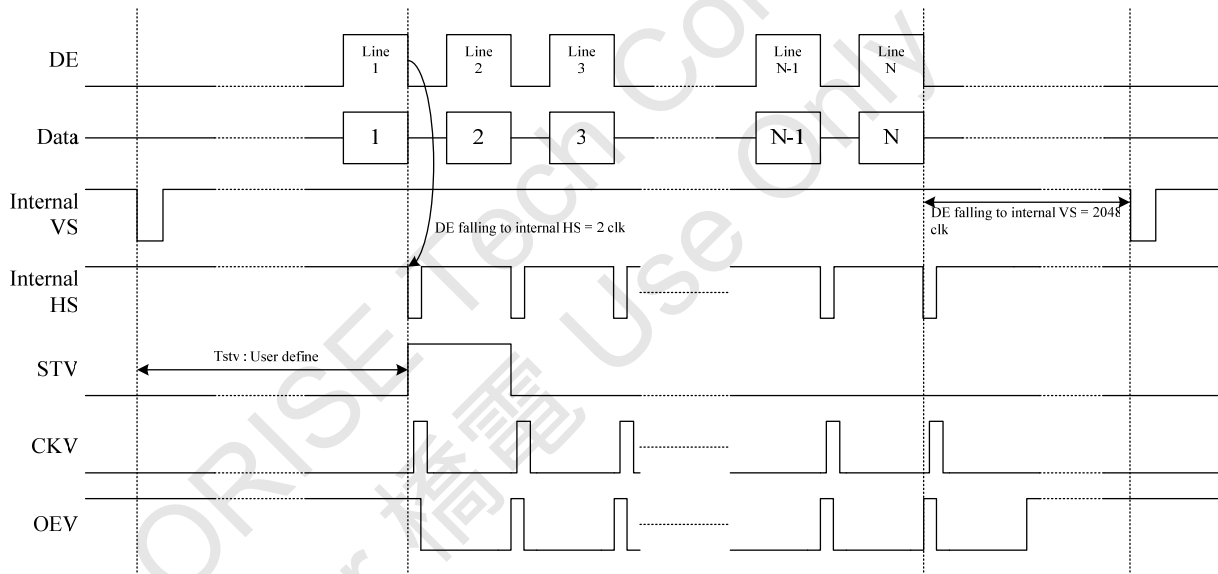 DE
Line
1
Line
2
Line
3
Line
N-1
Line
N
Data
1
2
3
N-1
N
Internal
VS
DE falling to internal HS = 2 clk
DE falling to internal VS = 2048
clk
Internal
HS
STV
Tstv : User define
CKV
OEV
ORISE Tech Co
橋電 Use Only